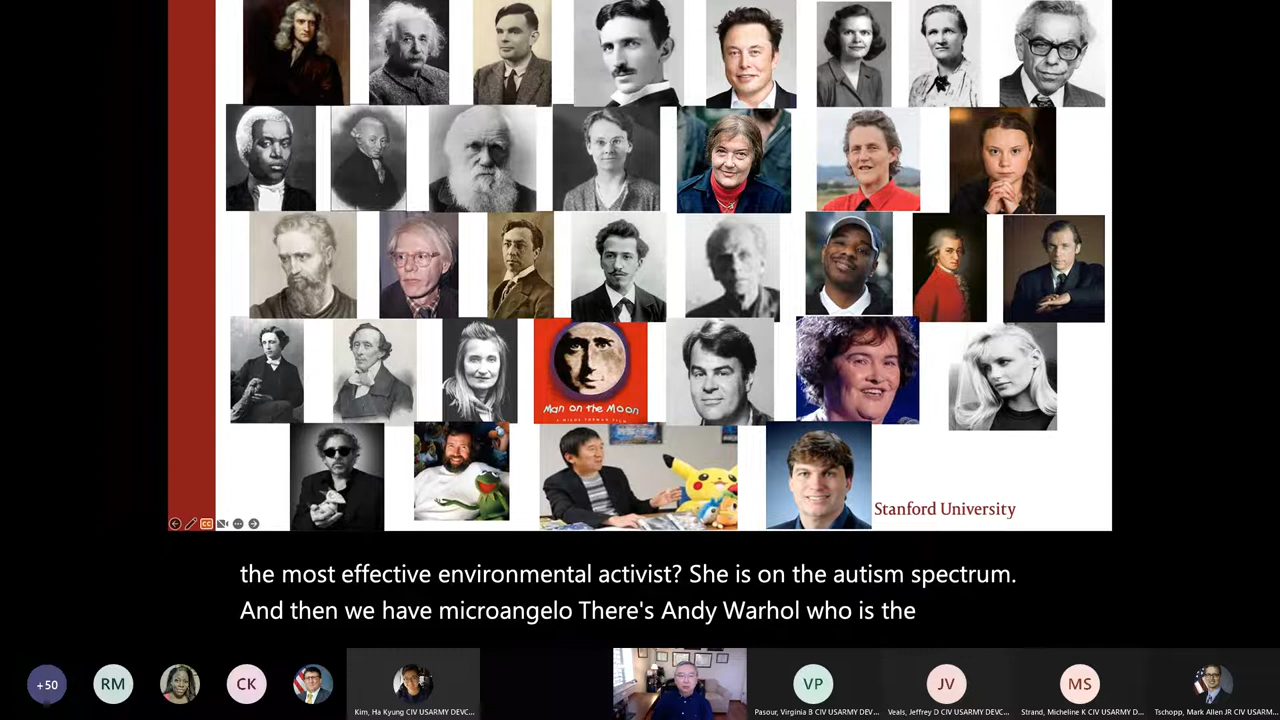 Man on the Moon
Stanford University
CC
the most effective environmental activist? She is on the autism spectrum.
And then we have microangelo There's Andy Warhol who is the
+50
RM
CK
VP
JV
MS
Kim, Ha Kyung CIV USARMY DEVC...
Pasour, Virginia B CIV USARMY DEV...
Veals, Jeffrey D CIV USARMY DEVC...
Strand, Micheline K CIV USARMY D...
Tschopp, Mark Allen JR CIV USARM...